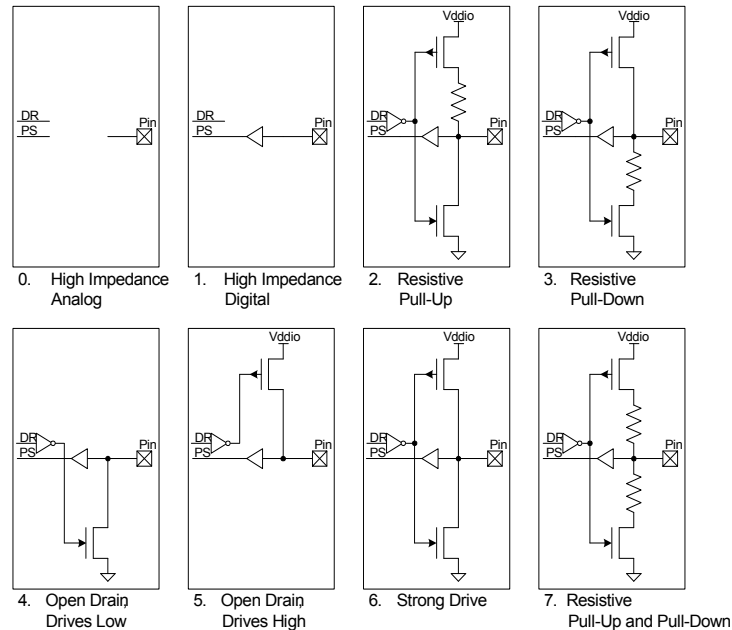 Vddio
Vddio
DR
PS
Pin
DR
PS
Pin
DR
PS
Pin
DR
PS
Pin
0. High Impedance
Analog
1. High Impedance
Digital
2. Resistive
Pull-Up
3. Resistive
Pull-Down
Vddio
Vddio
Vddio
DR
PS
Pin
DR
PS
Pin
DR
PS
Pin
DR
PS
Pin
4. Open Drain,
Drives Low
5. Open Drain,
Drives High
6. Strong Drive
7. Resistive
Pull-Up and Pull-Down